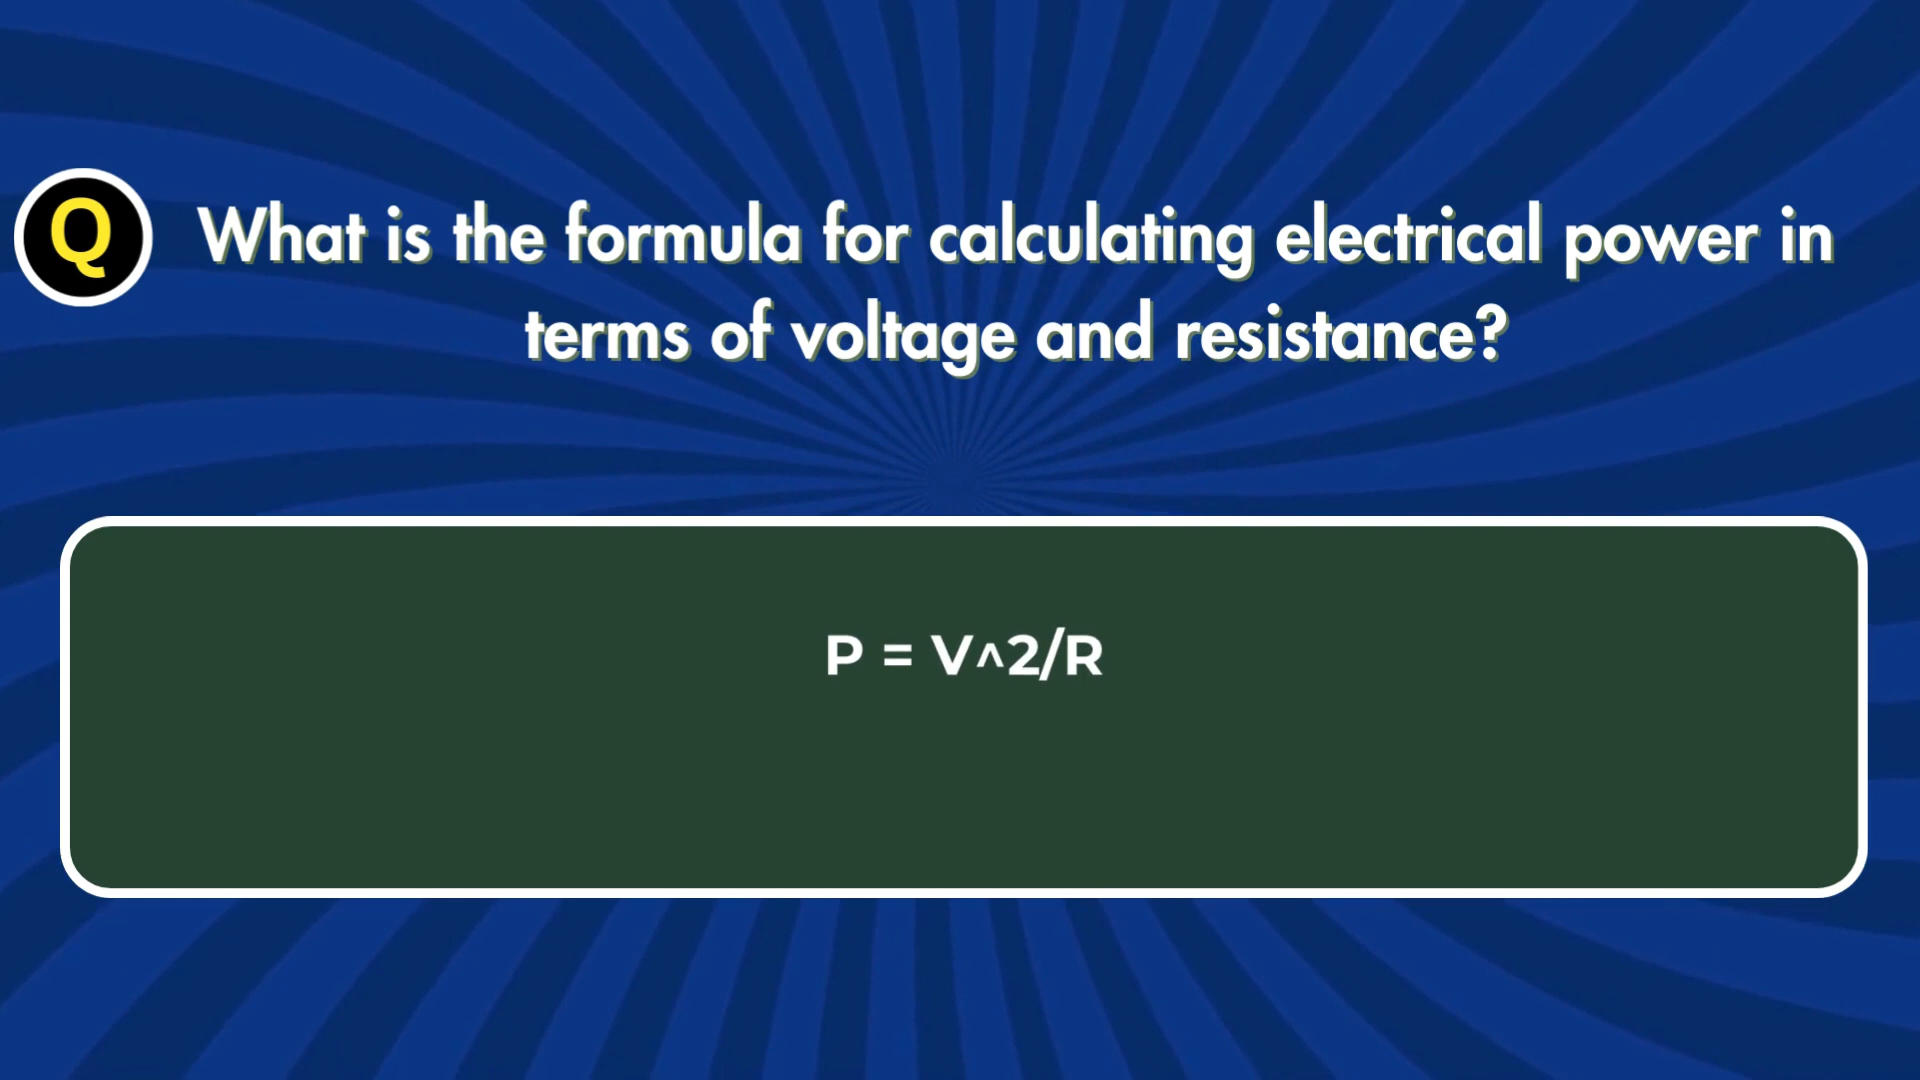 Q
What is the formula for calculating electrical power in
terms of voltage and resistance?
P = V^2/R